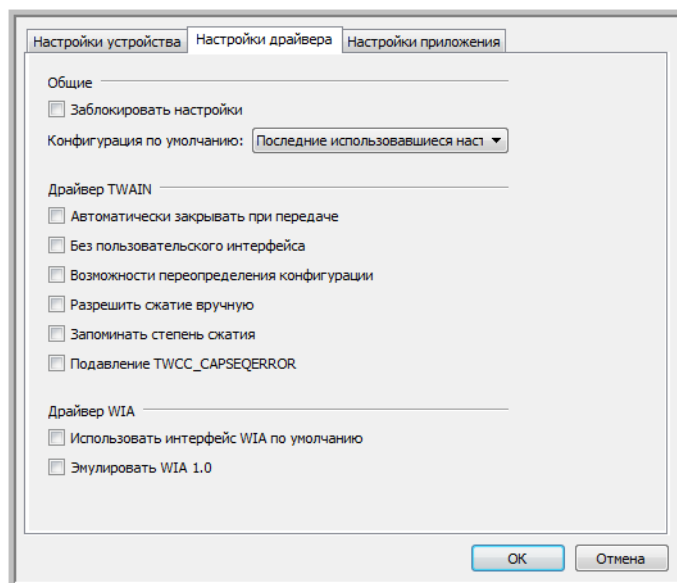 Настройки устройства Настройки драйвера Настройки приложения
Общие
Заблокировать настройки
Конфигурация по умолчанию: Последние использовавшиеся наст
Драйвер TWAIN
Автоматически закрывать при передаче
Без пользовательского интерфейса
Возможности переопределения конфигурации
Разрешить сжатие вручную
Запоминать степень сжатия
Подавление TWCC_CAPSEQERROR
Драйвер WIA
Использовать интерфейс WIA по умолчанию
Эмулировать WIA 1.0
ОК Отмена